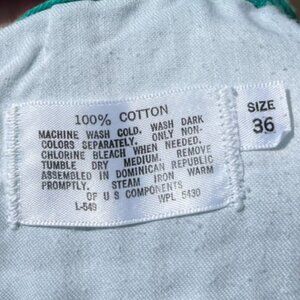 100% COTTON
MACHINE WASH COLD. WASH DARK
COLORS SEPARATELY. ONLY NON-
CHLORINE BLEACH WHEN NEEDED.
TUMBLE DRY MEDIUM. REMOVE
ASSEMBLED IN DOMINICAN REPUBLIC
PROMPTLY. STEAM IRON WARM
OF U S COMPONENTS
L-549 WPL 5430
SIZE
36